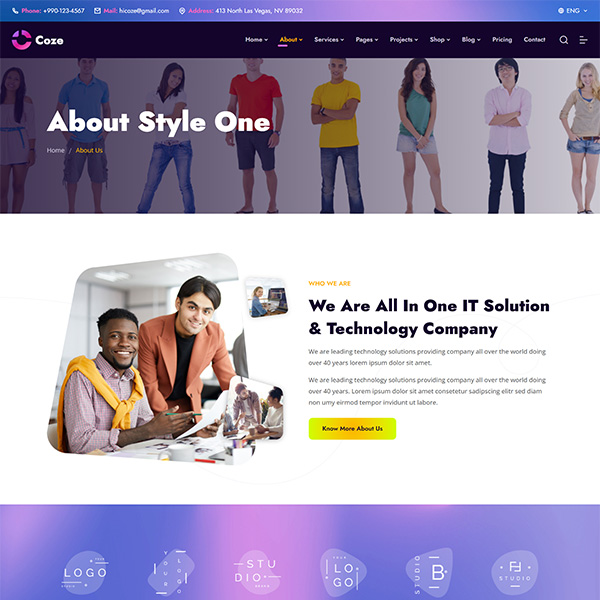 Phone: +990-123-4567 Mail: hicoze@gmail.com Address: 413 North Las Vegas, NV 89032 ENG
Coze Home About Services Pages Projects Shop Blog Pricing Contact
About Style One
Home / About Us
WHO WE ARE
We Are All In One IT Solution
& Technology Company
We are leading technology solutions providing company all over the world doing
over 40 years lorem ipsum dolor sit amet.
We are leading technology solutions providing company all over the world doing
over 40 years. Lorem ipsum dolor sit amet consetetur sadipscing elitr sed diam
non umy eirmod tempor invidunt ut labore.
Know More About Us
YOUR
LOGO
YOUR
LOGO
STU
DIO
YOUR
LOGO
STUDIO
B
STUDIO